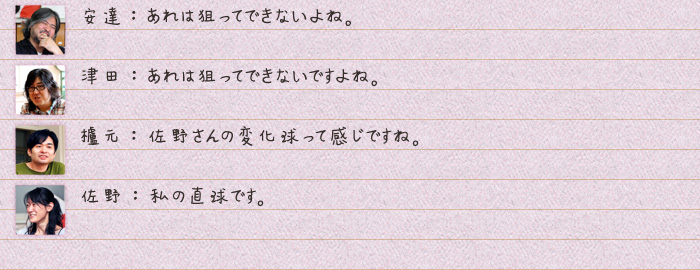 安達：あれは狙ってできないよね。
津田：あれは狙ってできないですよね。
櫨元：佐野さんの変化球って感じですね。
佐野：私の直球です。